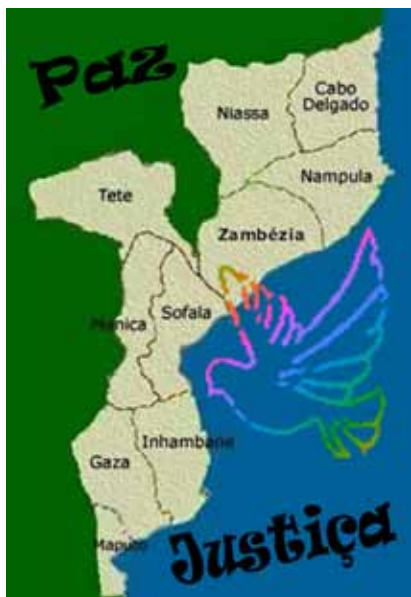 Paz
Cabo
Delgado
Niassa
Nampula
Tete
Zambézia
Sofala
Manica
Inhambane
Gaza
Maputo
Justiça